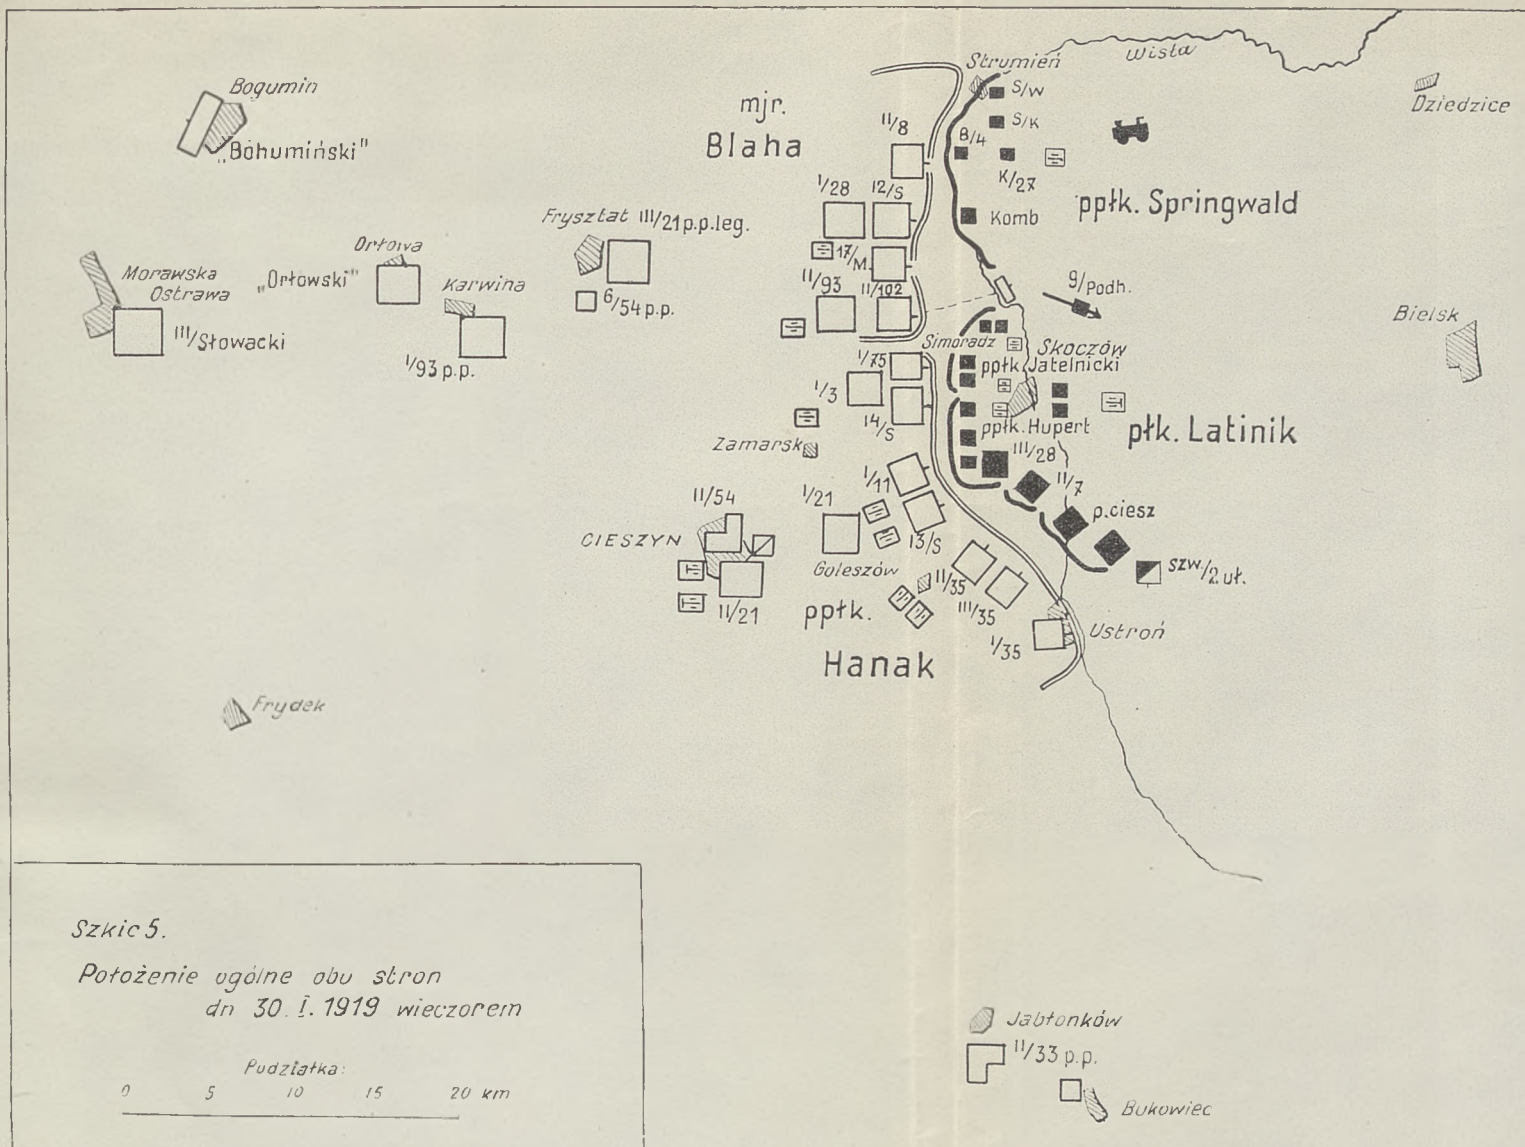 Bogumin
„Bohumiński"
Morawska
Ostrawa
III/Słowacki
Orłowa
„Orłowski"
Karwina
I/93 p.p.
Frysztat III/21 p.p.leg.
6/54 p.p.
mjr.
Blaha
II/8
I/28
12/S
17/M.
II/93
II/102
I/75
I/3
14/S
Zamarsk
I/11
I/21
13/S
II/54
CIESZYN
II/21
Goleszów
II/35
III/35
I/35
ppłk.
Hanak
Ustroń
Strumień
Wisła
S/W
S/K
B/4
K/27
Komb
ppłk. Springwald
Dziedzice
9/Podh.
Bielsk
Simoradz
Skoczów
ppłk. Jatelnicki
ppłk. Hupert
płk. Latinik
III/28
II/7
p.ciesz
szw./2 uł.
Frydek
Szkic 5.
Położenie ogólne obu stron
dn 30. I. 1919 wieczorem
Pudziałka:
0 5 10 15 20 km
Jabłonków
II/33 p.p.
Bukowiec